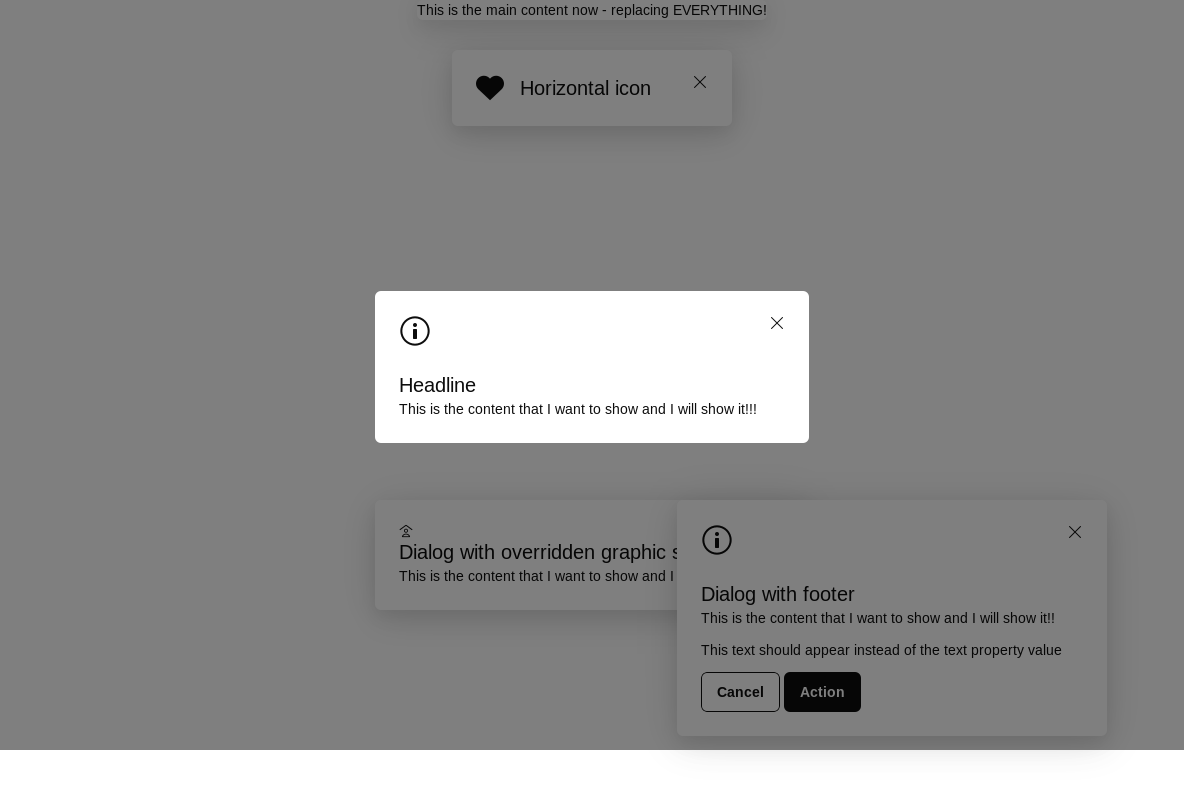 This is the main content now - replacing EVERYTHING!
Horizontal icon
Headline
This is the content that I want to show and I will show it!!!
Dialog with overridden graphic s
This is the content that I want to show and I
Dialog with footer
This is the content that I want to show and I will show it!!
This text should appear instead of the text property value
Cancel
Action